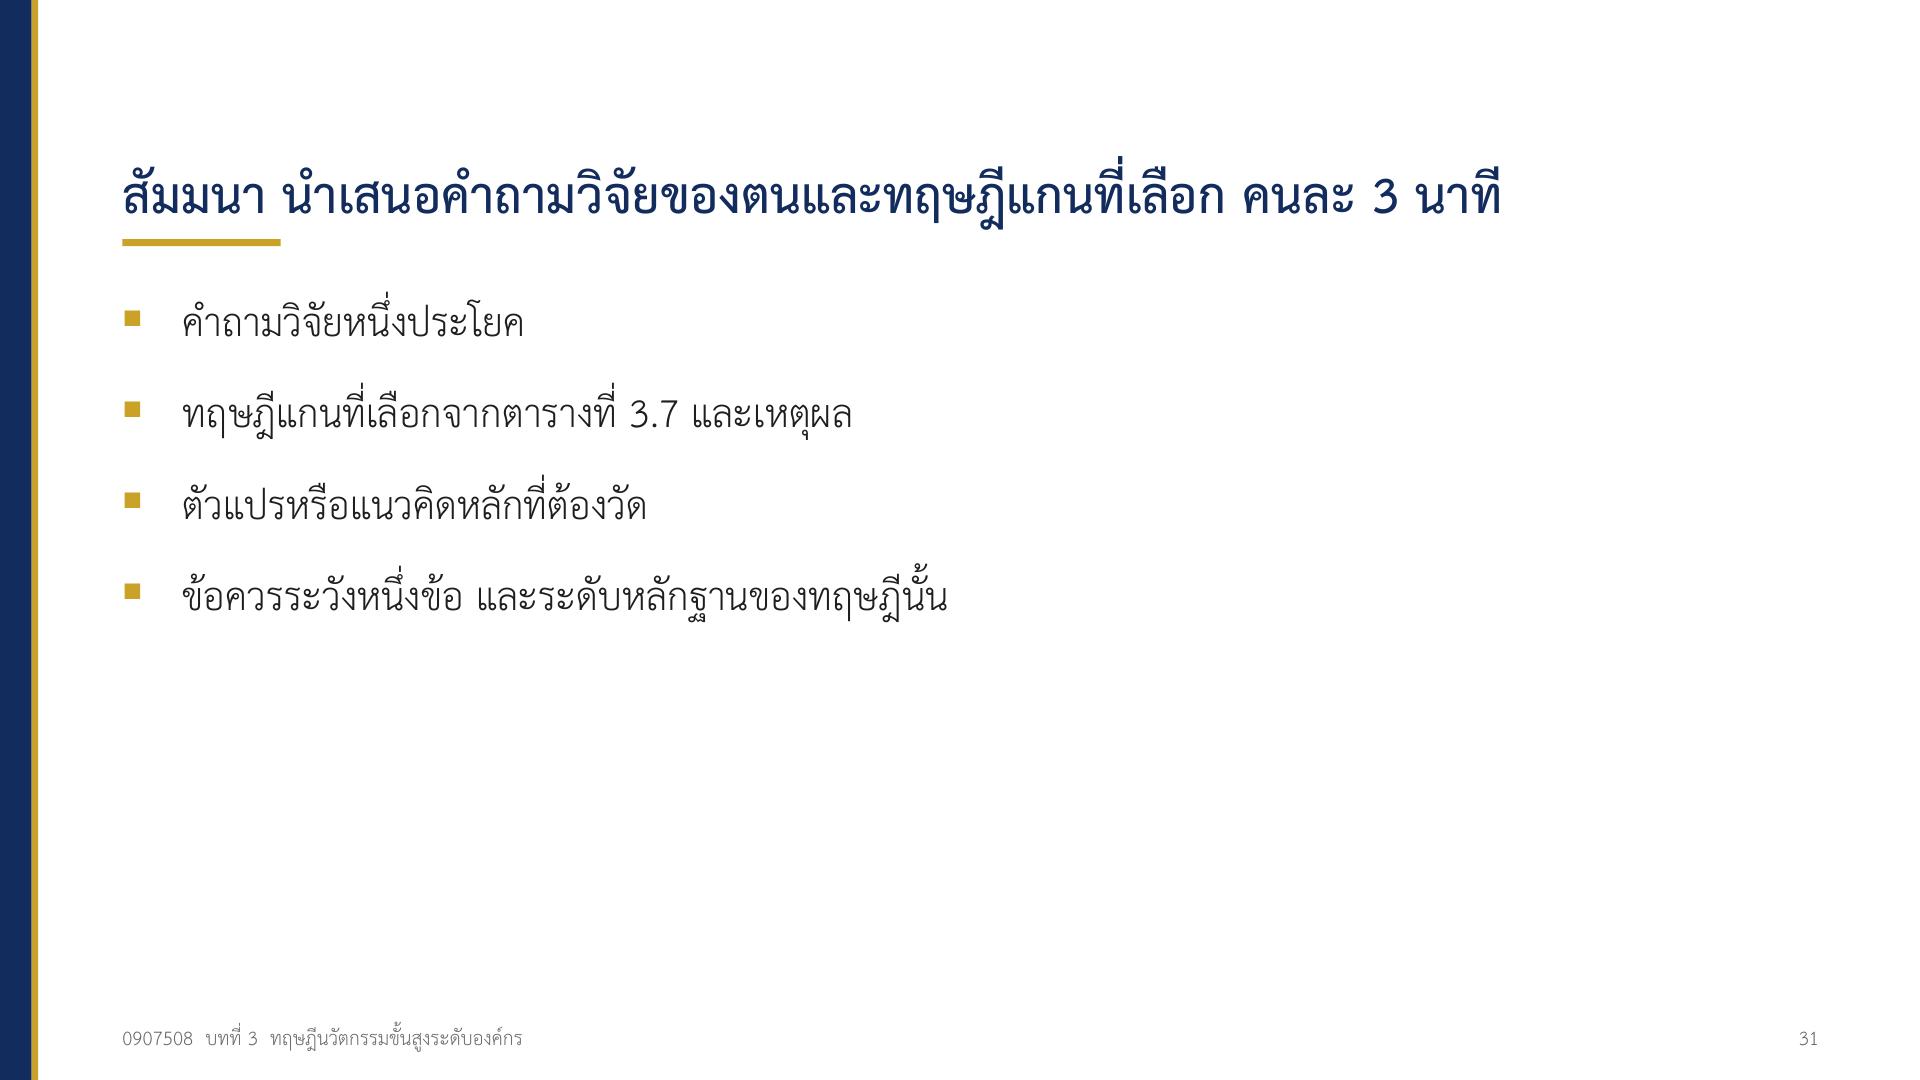 สัมมนา นำเสนอคำถามวิจัยของตนและทฤษฎีแกนที่เลือก คนละ 3 นาที
■ คำถามวิจัยหนึ่งประโยค
■ ทฤษฎีแกนที่เลือกจากตารางที่ 3.7 และเหตุผล
■ ตัวแปรหรือแนวคิดหลักที่ต้องวัด
■ ข้อควรระวังหนึ่งข้อ และระดับหลักฐานของทฤษฎีนั้น
0907508 บทที่ 3 ทฤษฎีนวัตกรรมขั้นสูงระดับองค์กร
31